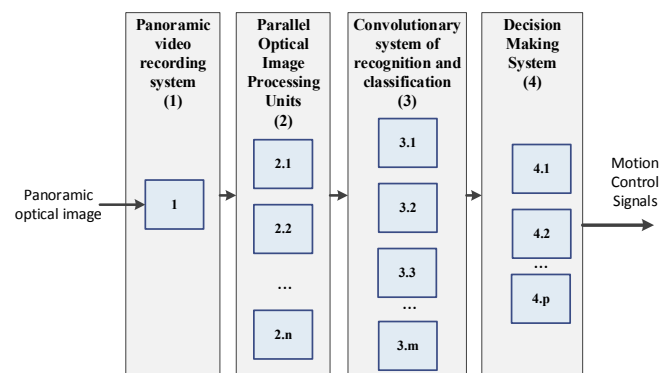 Panoramic
video
recording
system
(1)
Parallel
Optical
Image
Processing
Units
(2)
Convolutionary
system of
recognition and
classification
(3)
Decision
Making
System
(4)
Panoramic
optical image
1
2.1
2.2
...
2.n
3.1
3.2
3.3
...
3.m
4.1
4.2
...
4.p
Motion
Control
Signals